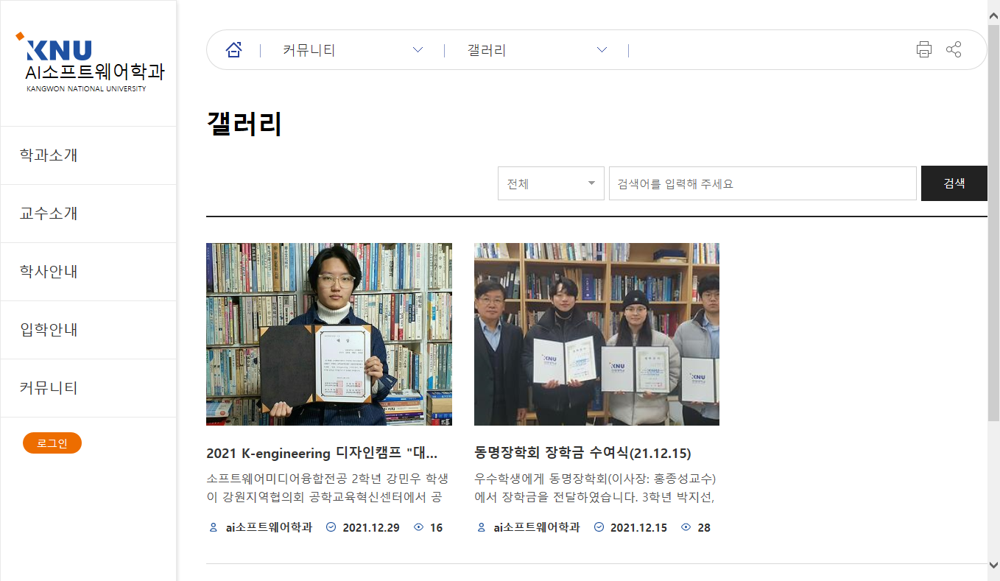 KNU
AI소프트웨어학과
KANGWON NATIONAL UNIVERSITY
학과소개
교수소개
학사안내
입학안내
커뮤니티
로그인
커뮤니티
갤러리
갤러리
전체
검색어를 입력해 주세요
검색
KNU
KNU
KNU
2021 K-engineering 디자인캠프 "대...
소프트웨어미디어융합전공 2학년 강민우 학생
이 강원지역협의회 공학교육혁신센터에서 공
ai소프트웨어학과 2021.12.29 16
동명장학회 장학금 수여식(21.12.15)
우수학생에게 동명장학회(이사장: 홍종성교수)
에서 장학금을 전달하였습니다. 3학년 박지선,
ai소프트웨어학과 2021.12.15 28